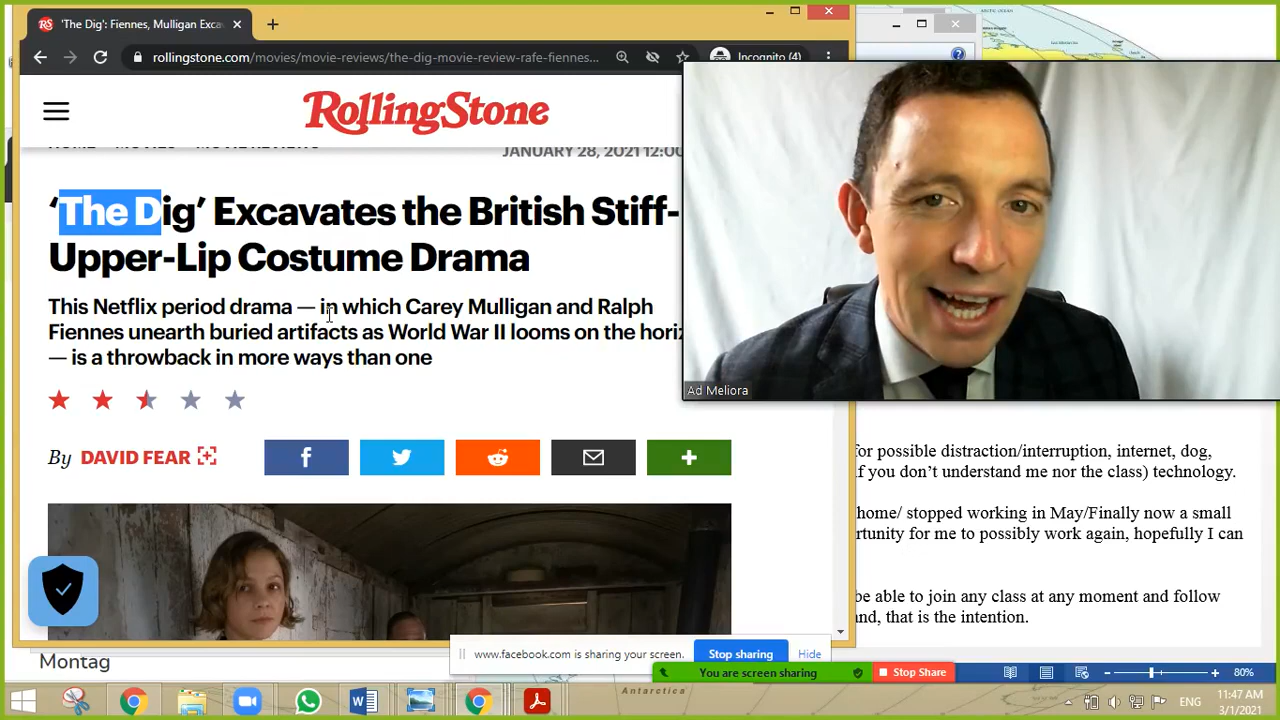 'The Dig': Fiennes, Mulligan Exca
rollingstone.com/movies/movie-reviews/the-dig-movie-review-rafe-fiennes...
Incognito (4)
RollingStone
JANUARY 28, 2021 12:00
'The Dig' Excavates the British Stiff-
Upper-Lip Costume Drama
This Netflix period drama — in which Carey Mulligan and Ralph
Fiennes unearth buried artifacts as World War II looms on the horiz
— is a throwback in more ways than one
By DAVID FEAR
Ad Meliora
for possible distraction/interruption, internet, dog,
if you don't understand me nor the class) technology.
home/ stopped working in May/Finally now a small
rtunity for me to possibly work again, hopefully I can
be able to join any class at any moment and follow
and, that is the intention.
www.facebook.com is sharing your screen.
Stop sharing
Hide
Montag
You are screen sharing
Stop Share
80%
Antarctica
ENG
11:47 AM
3/1/2021